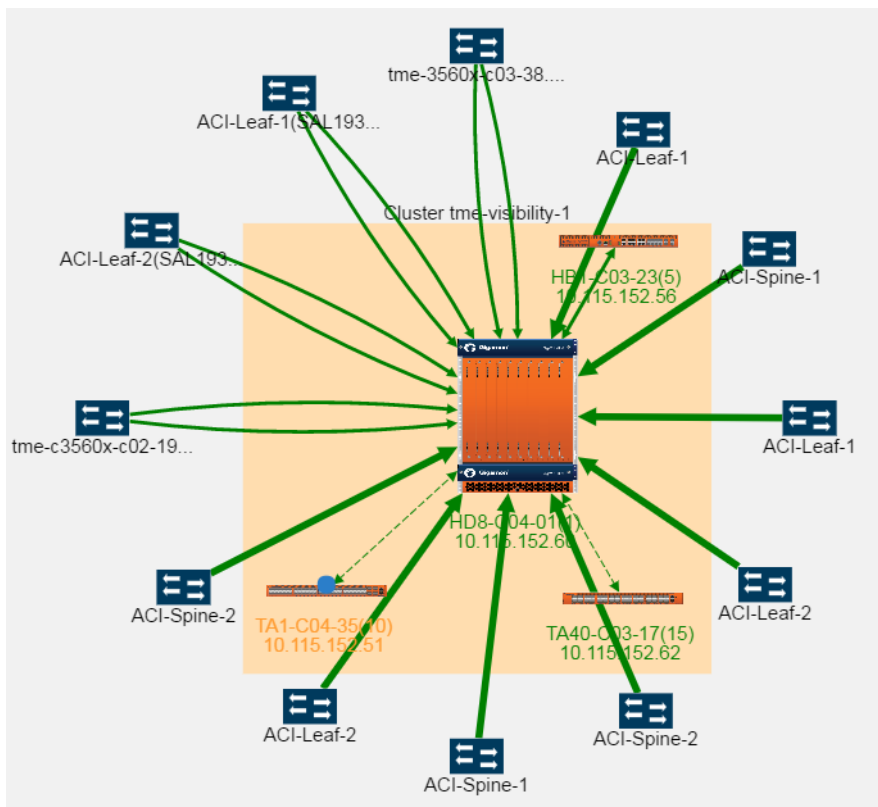 tme-3560x-c03-38....
ACI-Leaf-1(SAL193...
ACI-Leaf-1
Cluster tme-visibility-1
ACI-Leaf-2(SAL193...
HB1-C03-23(5)
10.115.152.56
ACI-Spine-1
Gigamon
tme-c3560x-c02-19...
ACI-Leaf-1
Gigamon
HD8-C04-01(1)
10.115.152.60
ACI-Spine-2
ACI-Leaf-2
TA1-C04-35(10)
10.115.152.51
TA40-C03-17(15)
10.115.152.62
ACI-Leaf-2
ACI-Spine-2
ACI-Spine-1